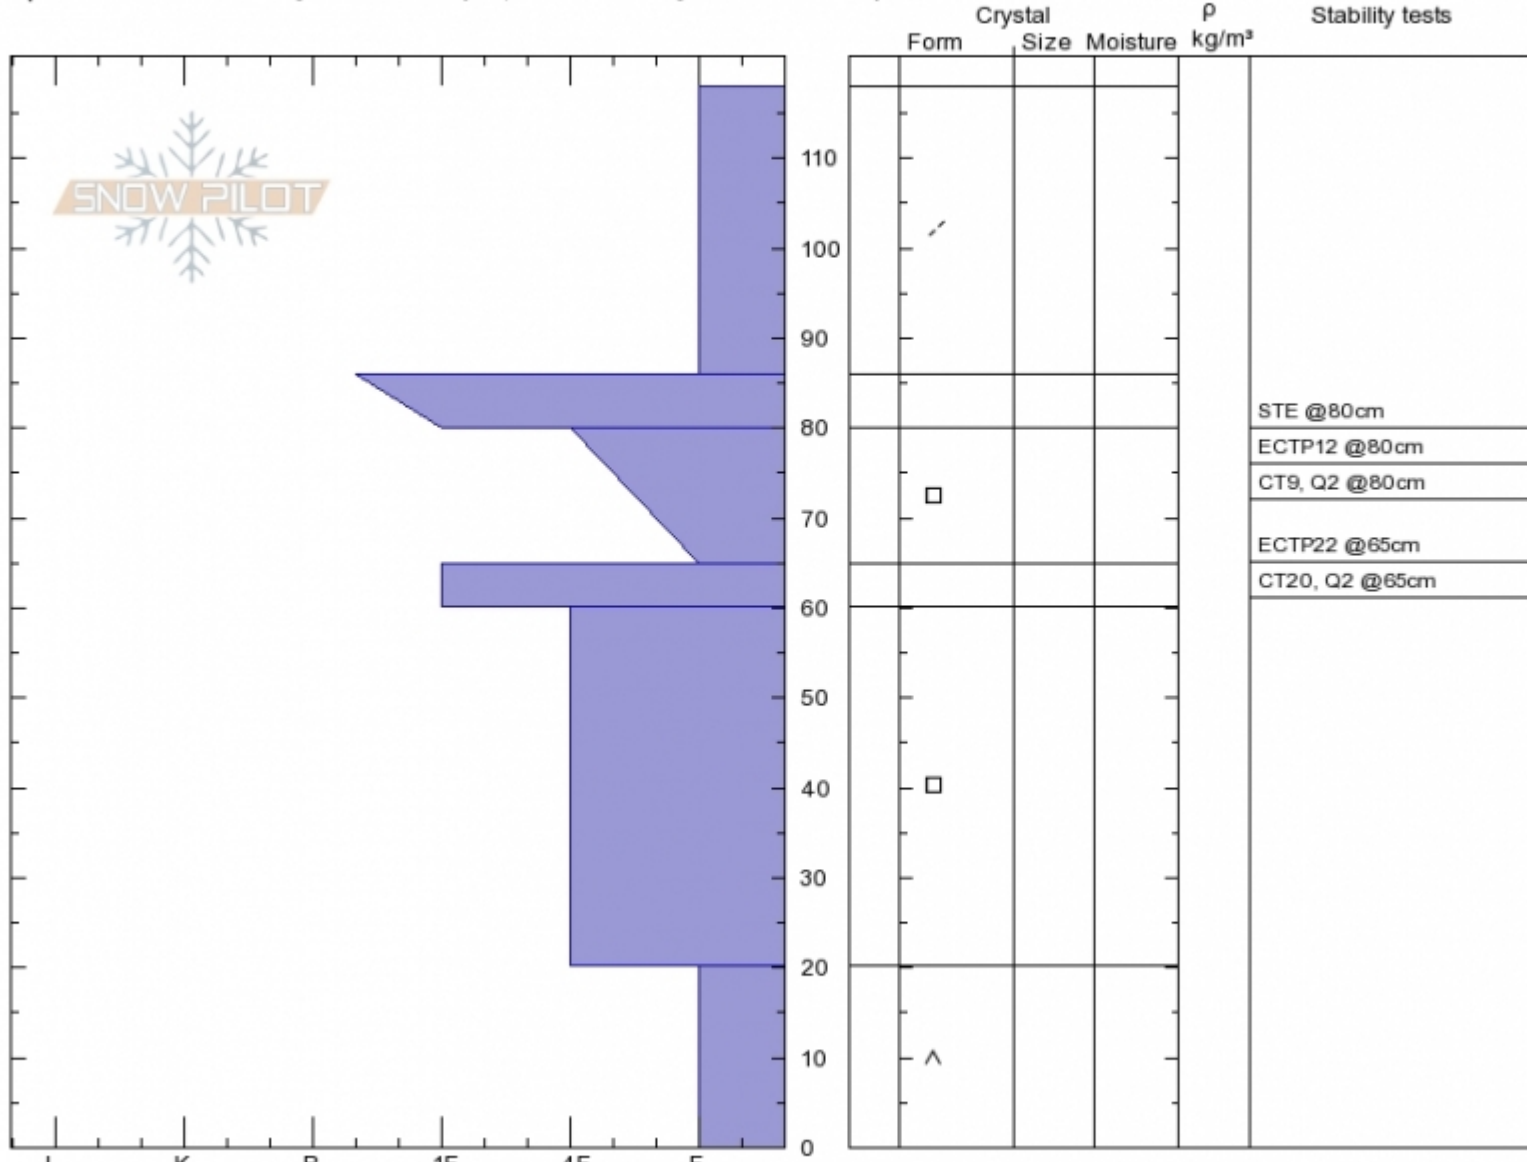 Crystal
ρ
Stability tests
Form
Size
Moisture
kg/m³
SNOW PILOT
110
100
90
STE @80cm
80
ECTP12 @80cm
CT9, Q2 @80cm
70
ECTP22 @65cm
CT20, Q2 @65cm
60
50
40
30
20
10
0